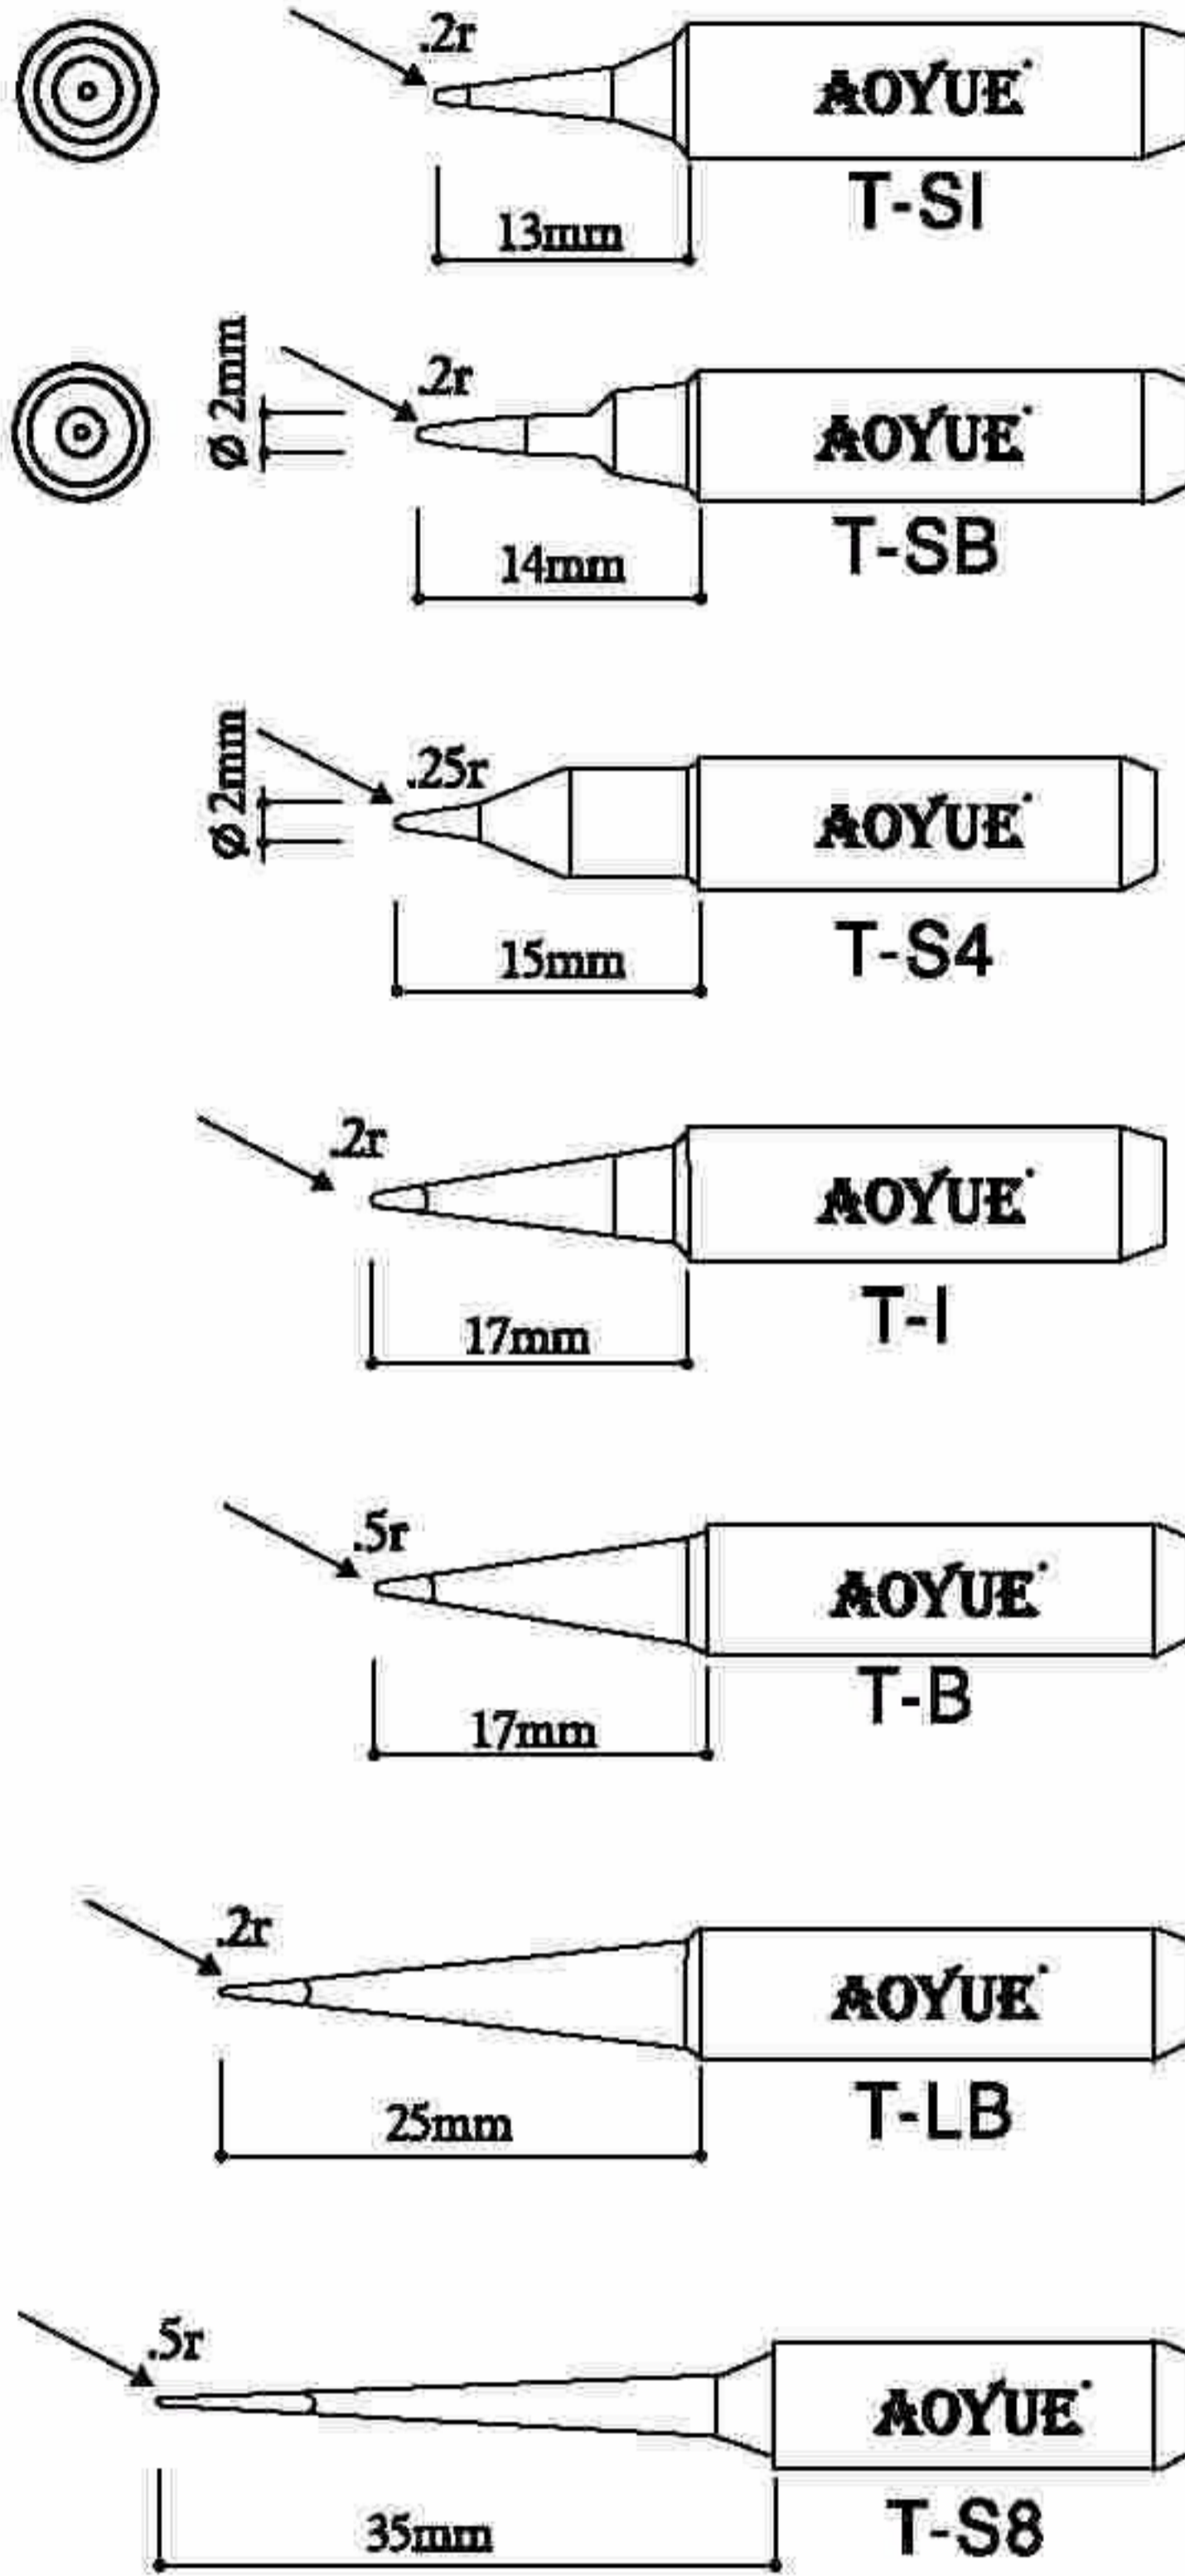 .2r
AOYUE
T-SI
13mm
Ø 2mm
.2r
AOYUE
T-SB
14mm
Ø 2mm
.25r
AOYUE
T-S4
15mm
.2r
AOYUE
T-I
17mm
.5r
AOYUE
T-B
17mm
.2r
AOYUE
T-LB
25mm
.5r
AOYUE
T-S8
35mm